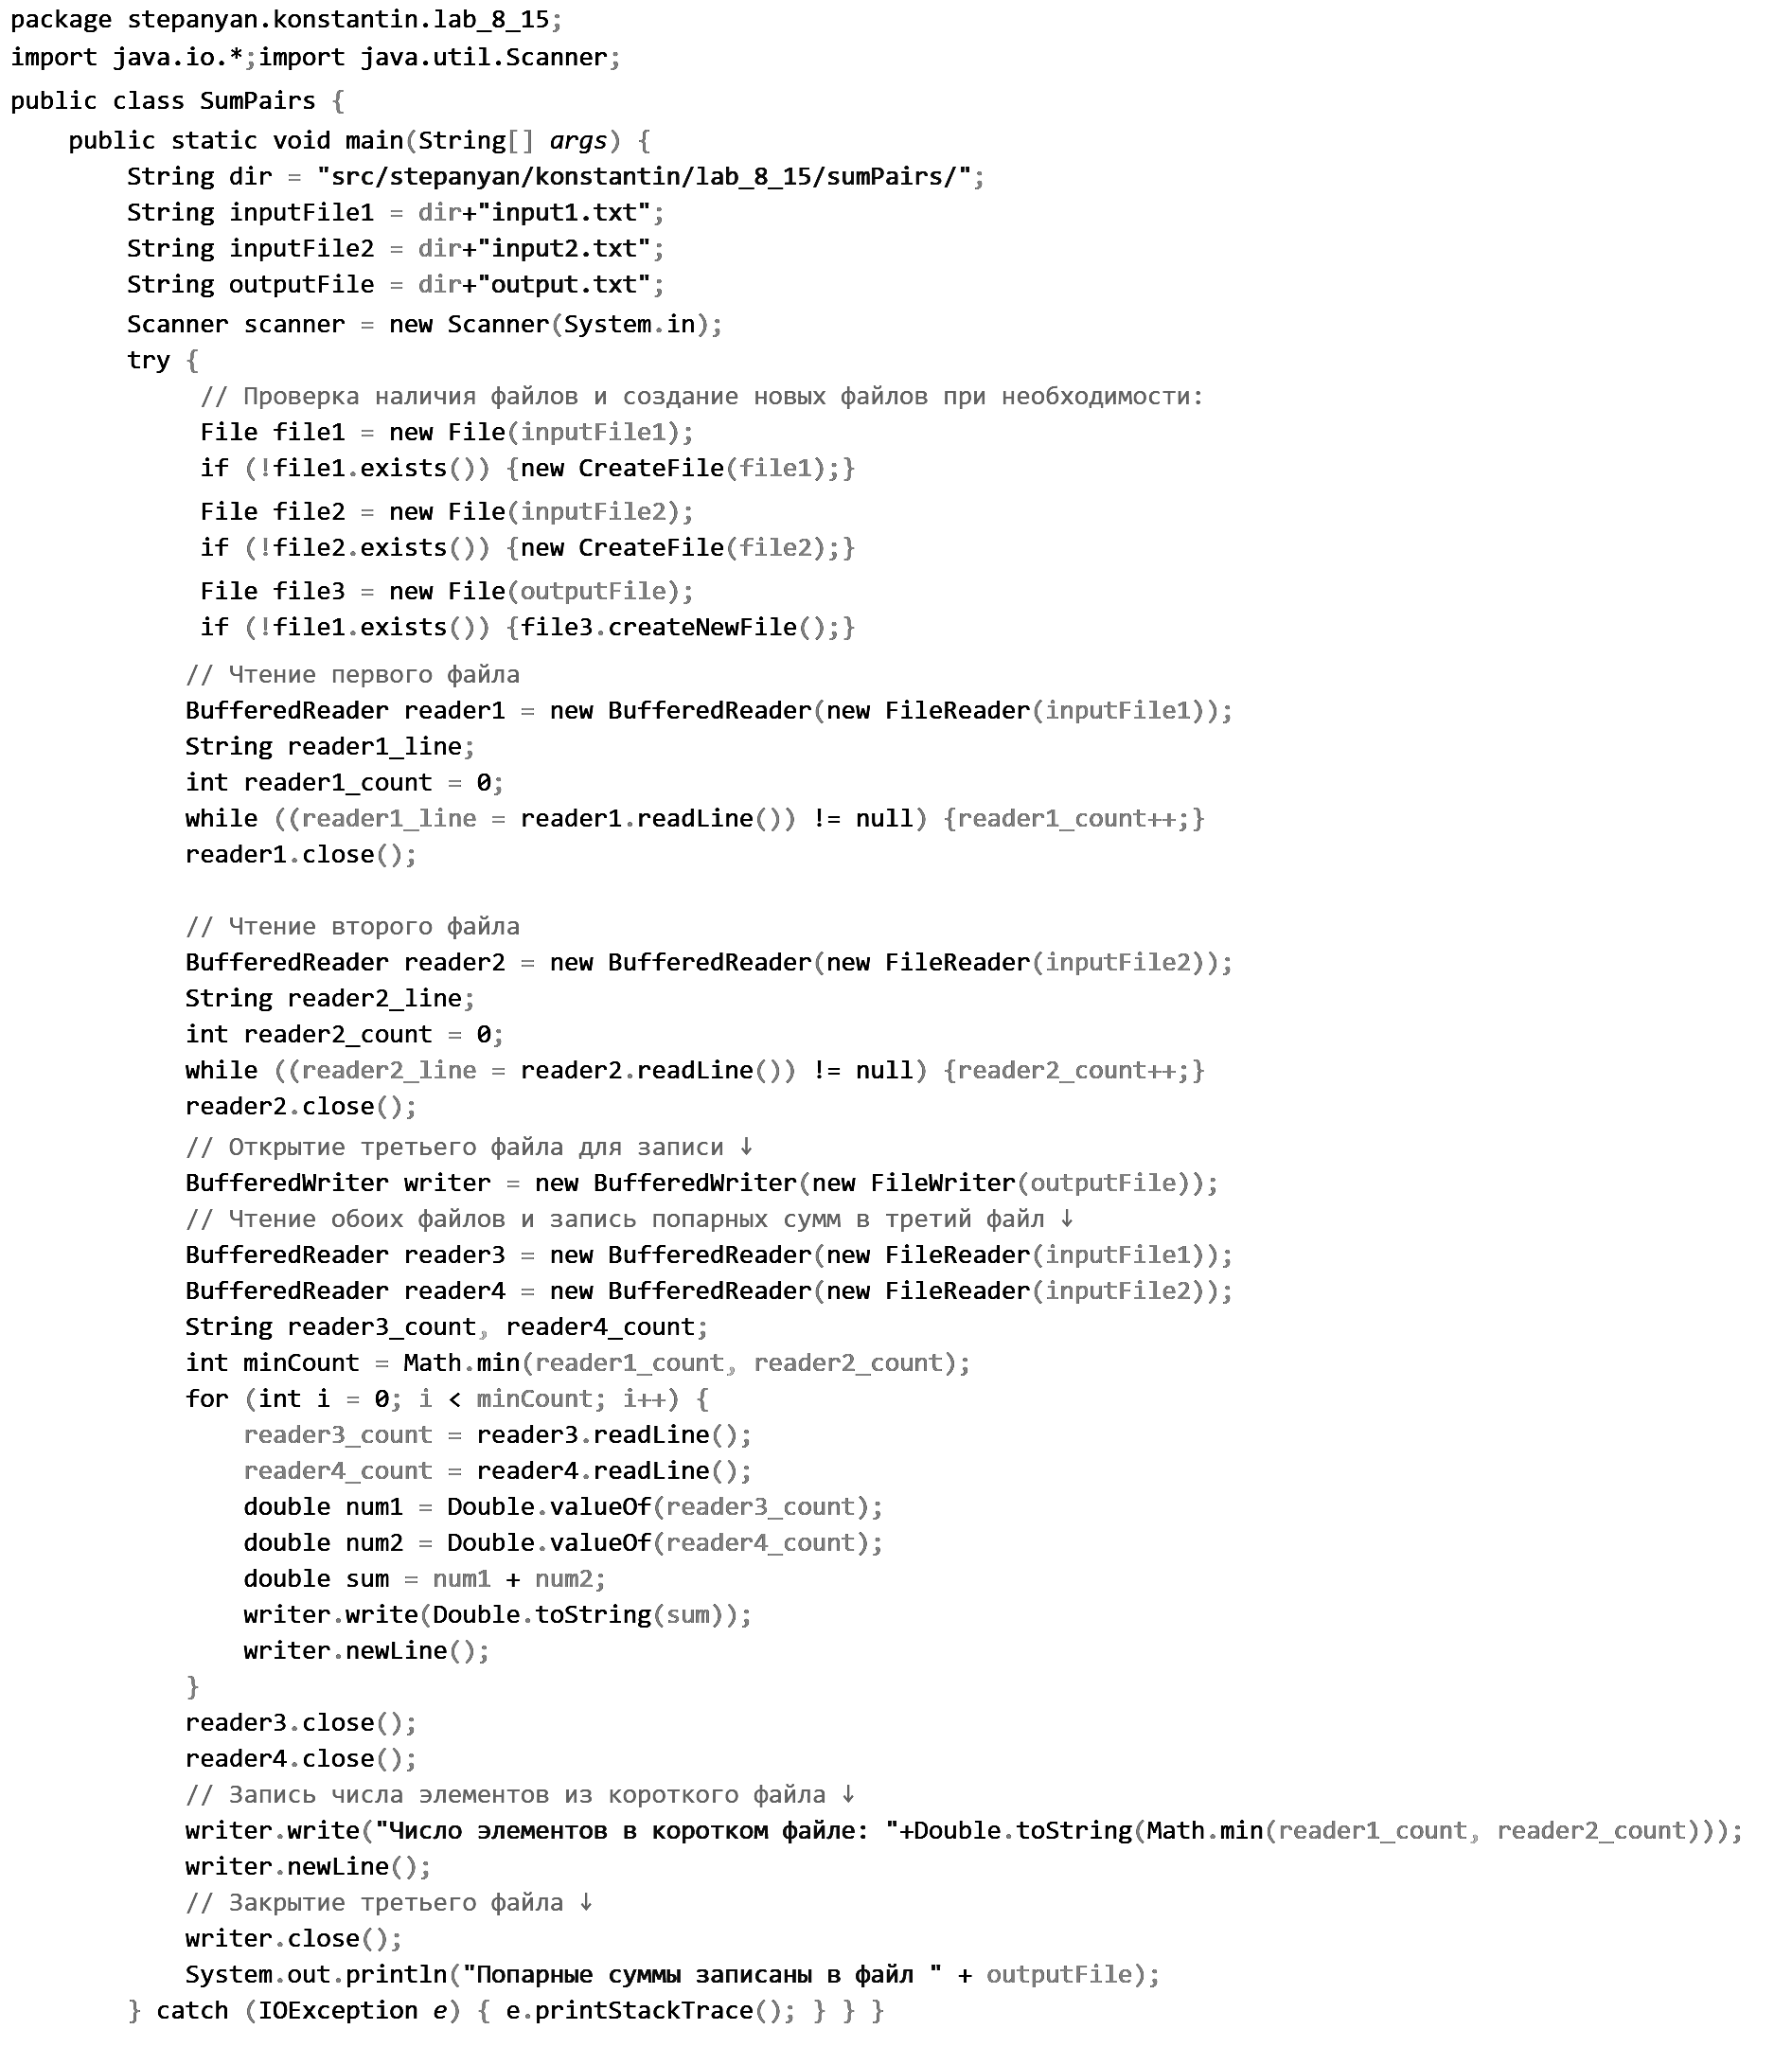 package stepanyan.konstantin.lab_8_15;
import java.io.*;import java.util.Scanner;
public class SumPairs {
    public static void main(String[] args) {
        String dir = "src/stepanyan/konstantin/lab_8_15/sumPairs/";
        String inputFile1 = dir+"input1.txt";
        String inputFile2 = dir+"input2.txt";
        String outputFile = dir+"output.txt";
        Scanner scanner = new Scanner(System.in);
        try {
             // Проверка наличия файлов и создание новых файлов при необходимости:
             File file1 = new File(inputFile1);
             if (!file1.exists()) {new CreateFile(file1);}
             File file2 = new File(inputFile2);
             if (!file2.exists()) {new CreateFile(file2);}
             File file3 = new File(outputFile);
             if (!file1.exists()) {file3.createNewFile();}
            // Чтение первого файла
            BufferedReader reader1 = new BufferedReader(new FileReader(inputFile1));
            String reader1_line;
            int reader1_count = 0;
            while ((reader1_line = reader1.readLine()) != null) {reader1_count++;}
            reader1.close();

            // Чтение второго файла
            BufferedReader reader2 = new BufferedReader(new FileReader(inputFile2));
            String reader2_line;
            int reader2_count = 0;
            while ((reader2_line = reader2.readLine()) != null) {reader2_count++;}
            reader2.close();
            // Открытие третьего файла для записи ↓
            BufferedWriter writer = new BufferedWriter(new FileWriter(outputFile));
            // Чтение обоих файлов и запись попарных сумм в третий файл ↓
            BufferedReader reader3 = new BufferedReader(new FileReader(inputFile1));
            BufferedReader reader4 = new BufferedReader(new FileReader(inputFile2));
            String reader3_count, reader4_count;
            int minCount = Math.min(reader1_count, reader2_count);
            for (int i = 0; i < minCount; i++) {
                reader3_count = reader3.readLine();
                reader4_count = reader4.readLine();
                double num1 = Double.valueOf(reader3_count);
                double num2 = Double.valueOf(reader4_count);
                double sum = num1 + num2;
                writer.write(Double.toString(sum));
                writer.newLine();
            }
            reader3.close();
            reader4.close();
            // Запись числа элементов из короткого файла ↓
            writer.write("Число элементов в коротком файле: "+Double.toString(Math.min(reader1_count, reader2_count)));
            writer.newLine();
            // Закрытие третьего файла ↓
            writer.close();
            System.out.println("Попарные суммы записаны в файл " + outputFile);
        } catch (IOException e) { e.printStackTrace(); } } }